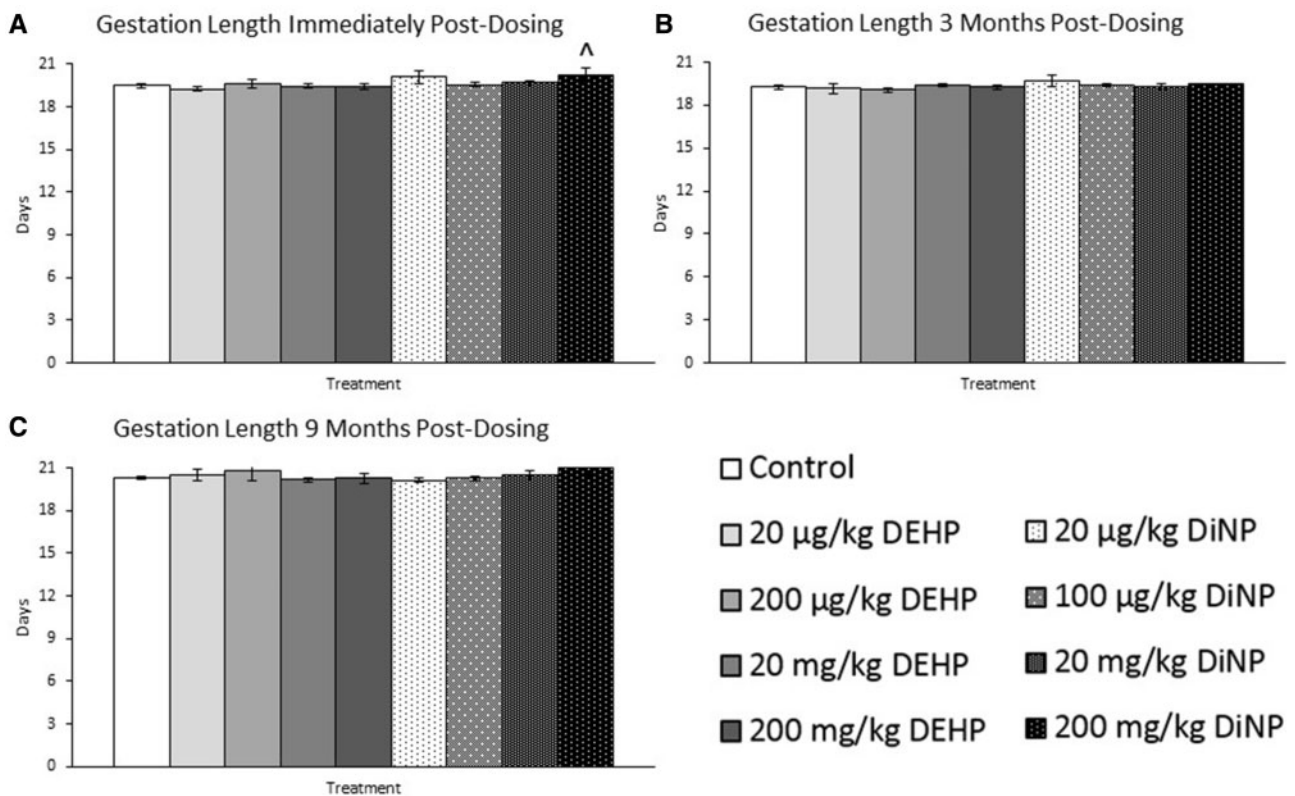 A
Gestation Length Immediately Post-Dosing
^
21
18
15
12
9
6
3
0
Days
Treatment
B
Gestation Length 3 Months Post-Dosing
21
18
15
12
9
6
3
0
Days
Treatment
C
Gestation Length 9 Months Post-Dosing
21
18
15
12
9
6
3
0
Days
Treatment
Control
20 µg/kg DEHP
200 µg/kg DEHP
20 mg/kg DEHP
200 mg/kg DEHP
20 µg/kg DiNP
100 µg/kg DiNP
20 mg/kg DiNP
200 mg/kg DiNP